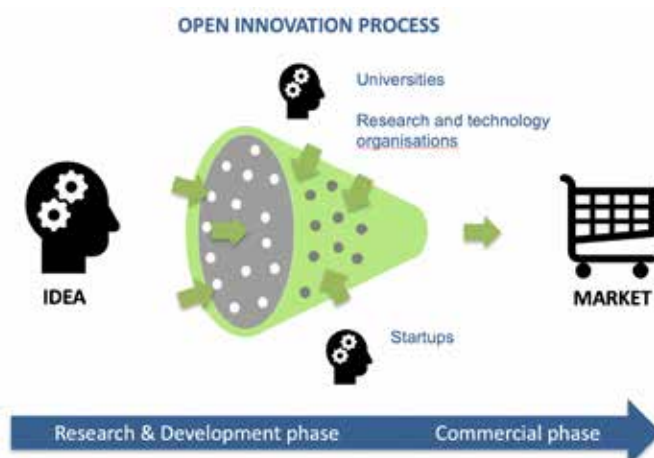 OPEN INNOVATION PROCESS
Universities
Research and technology
organisations
IDEA
MARKET
Startups
Research & Development phase
Commercial phase